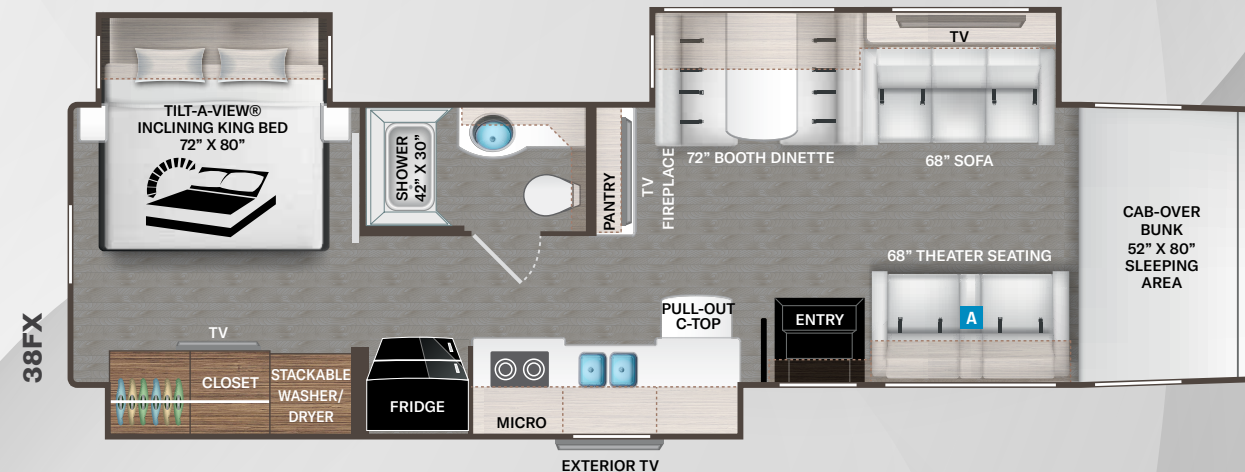 38FX
TILT-A-VIEW®
INCLINING KING BED
72” X 80”
SHOWER
42” X 30”
PANTRY
TV
FIREPLACE
72” BOOTH DINETTE
TV
68” SOFA
CAB-OVER
BUNK
52” X 80”
SLEEPING
AREA
68” THEATER SEATING
A
ENTRY
PULL-OUT
C-TOP
TV
CLOSET
STACKABLE
WASHER/
DRYER
FRIDGE
MICRO
EXTERIOR TV